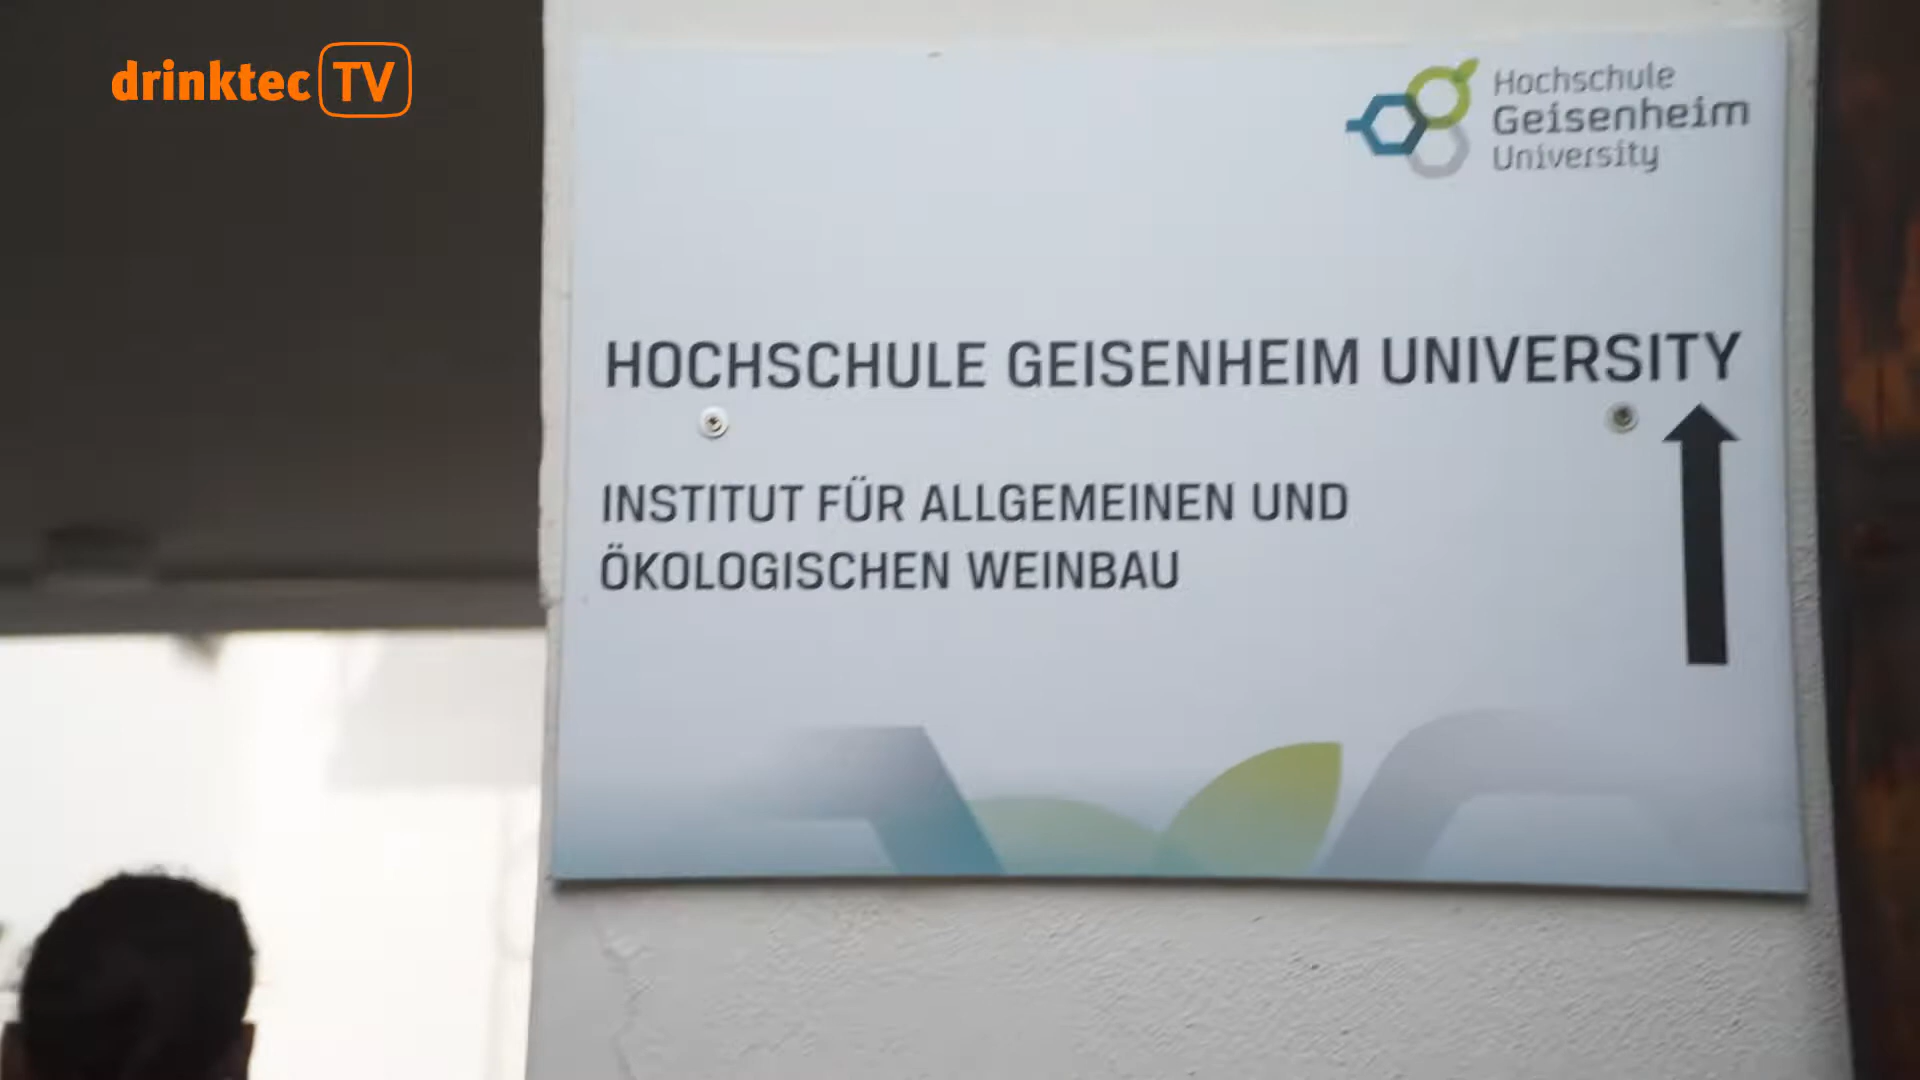 drinktec TV
Hochschule
Geisenheim
University
HOCHSCHULE GEISENHEIM UNIVERSITY
INSTITUT FÜR ALLGEMEINEN UND
ÖKOLOGISCHEN WEINBAU